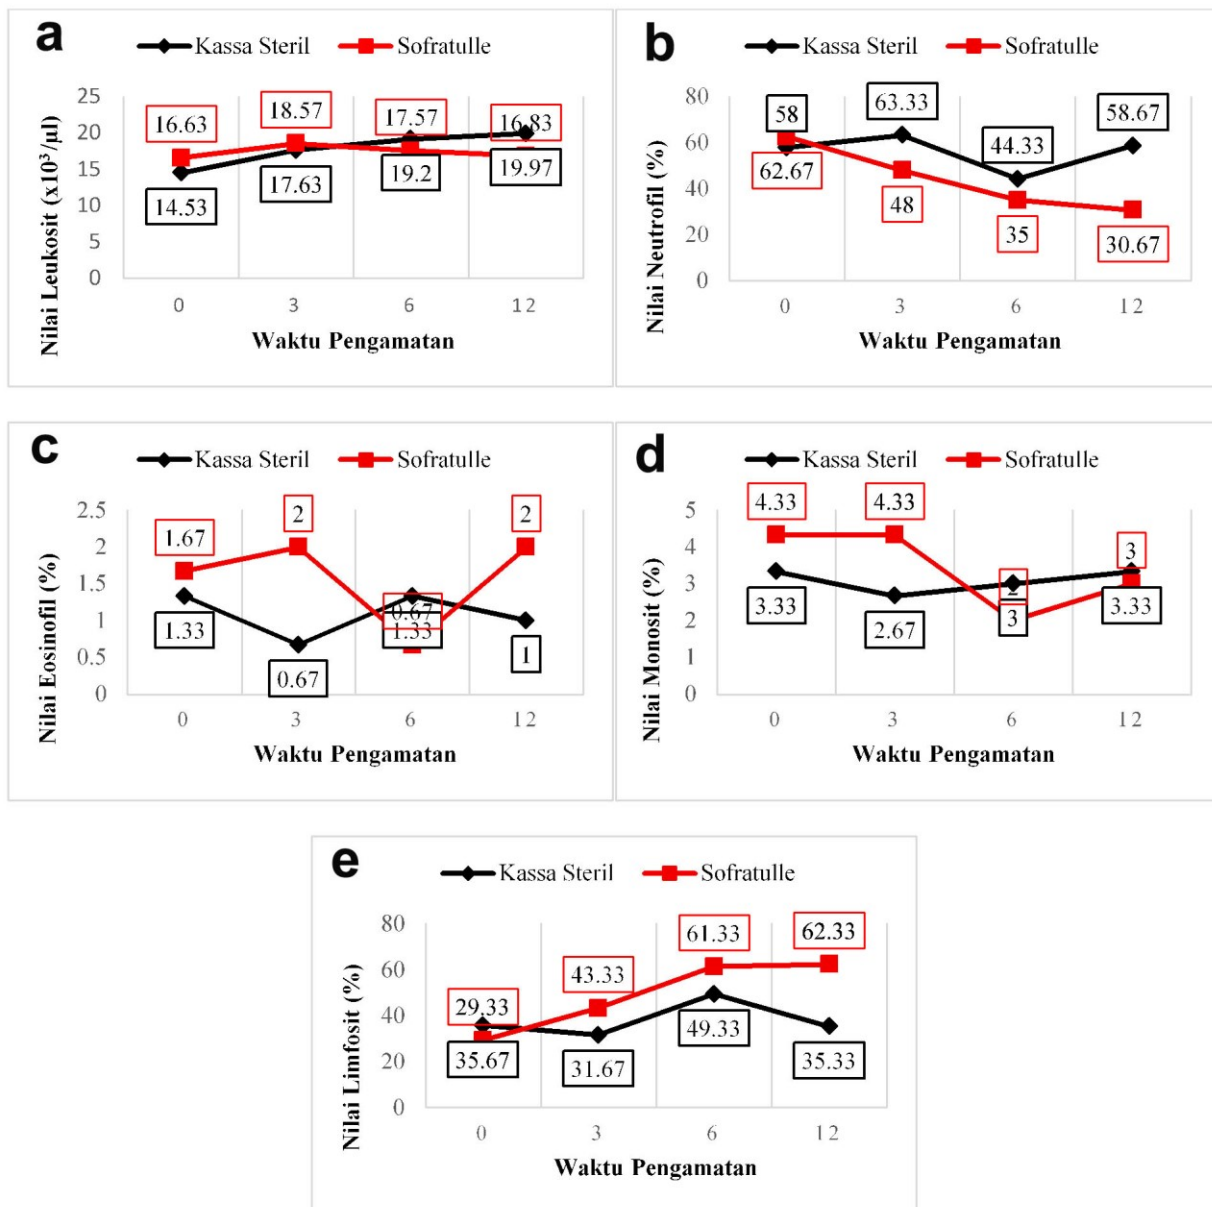 a
Kassa Steril Sofratulle
25
20
15
10
5
0
16.63 18.57 17.57 16.83
14.53 17.63 19.2 19.97
0 3 6 12
Nilai Leukosit (x10³/µl)
Waktu Pengamatan
b
Kassa Steril Sofratulle
80
60
40
20
0
58 63.33 44.33 58.67
62.67 48 35 30.67
0 3 6 12
Nilai Neutrofil (%)
Waktu Pengamatan
c
Kassa Steril Sofratulle
2.5
2
1.5
1
0.5
0
1.67 2 0.67 2
1.33 0.67 1.33 1
0 3 6 12
Nilai Eosinofil (%)
Waktu Pengamatan
d
Kassa Steril Sofratulle
5
4
3
2
1
0
4.33 4.33 2 3
3.33 2.67 3 3.33
0 3 6 12
Nilai Monosit (%)
Waktu Pengamatan
e
Kassa Steril Sofratulle
80
60
40
20
0
29.33 43.33 61.33 62.33
35.67 31.67 49.33 35.33
0 3 6 12
Nilai Limfosit (%)
Waktu Pengamatan